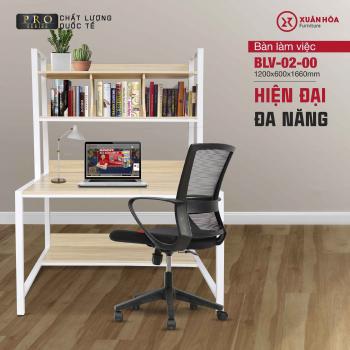 PRO
SERIES
CHẤT LƯỢNG
QUỐC TẾ
XUÂN HÒA
Furniture
Bàn làm việc
BLV-02-00
1200x600x1660mm
HIỆN ĐẠI
ĐA NĂNG